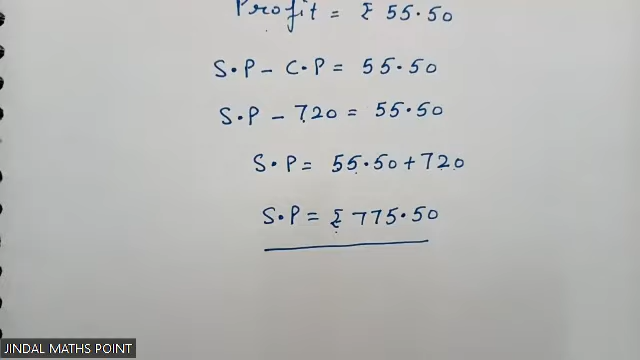 Profit = ₹ 55.50
S.P - C.P = 55.50
S.P - 720 = 55.50
S.P = 55.50 + 720
S.P = ₹ 775.50
JINDAL MATHS POINT